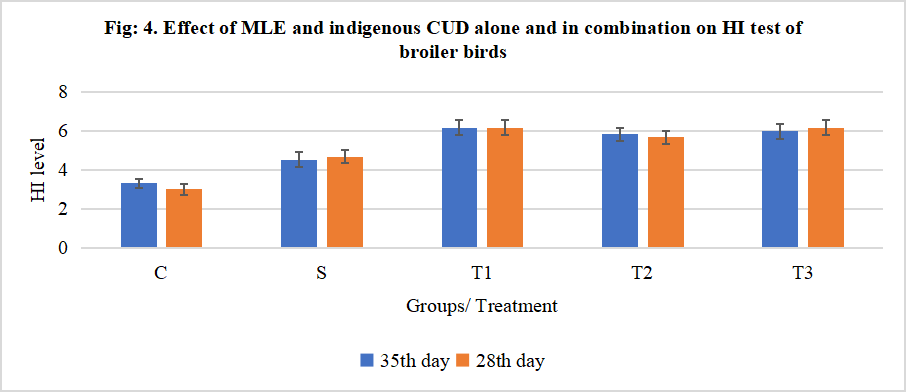 Fig: 4. Effect of MLE and indigenous CUD alone and in combination on HI test of
broiler birds
8
6
4
2
0
HI level
C S T1 T2 T3
Groups/ Treatment
35th day 28th day